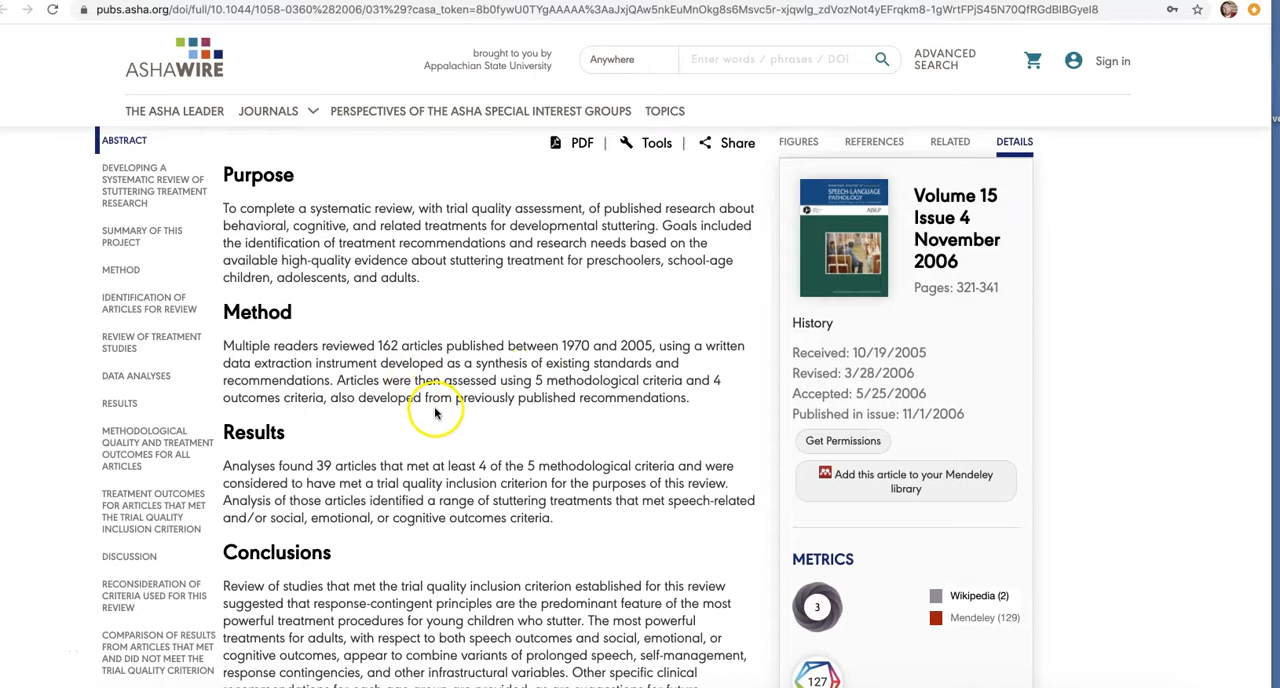 pubs.asha.org/doi/full/10.1044/1058-0360%282006/031%29?casa_token=8b0fywU0TYgAAAAA%3AaJxjQAw5nkEuMnOkg8s6Msvc5r-xjqwlg_zdVozNot4yEFrqkm8-1gWrtFPjS45N70QfRGdBlBGyel8
ASHAWIRE
brought to you by
Appalachian State University
Anywhere
Enter words / phrases / DOI
ADVANCED
SEARCH
Sign in
THE ASHA LEADER JOURNALS PERSPECTIVES OF THE ASHA SPECIAL INTEREST GROUPS TOPICS
ABSTRACT
DEVELOPING A
SYSTEMATIC REVIEW OF
STUTTERING TREATMENT
RESEARCH
SUMMARY OF THIS
PROJECT
METHOD
IDENTIFICATION OF
ARTICLES FOR REVIEW
REVIEW OF TREATMENT
STUDIES
DATA ANALYSES
RESULTS
METHODOLOGICAL
QUALITY AND TREATMENT
OUTCOMES FOR ALL
ARTICLES
TREATMENT OUTCOMES
FOR ARTICLES THAT MET
THE TRIAL QUALITY
INCLUSION CRITERION
DISCUSSION
RECONSIDERATION OF
CRITERIA USED FOR THIS
REVIEW
COMPARISON OF RESULTS
FROM ARTICLES THAT MET
AND DID NOT MEET THE
TRIAL QUALITY CRITERION
PDF | Tools | Share
Purpose
To complete a systematic review, with trial quality assessment, of published research about
behavioral, cognitive, and related treatments for developmental stuttering. Goals included
the identification of treatment recommendations and research needs based on the
available high-quality evidence about stuttering treatment for preschoolers, school-age
children, adolescents, and adults.
Method
Multiple readers reviewed 162 articles published between 1970 and 2005, using a written
data extraction instrument developed as a synthesis of existing standards and
recommendations. Articles were then assessed using 5 methodological criteria and 4
outcomes criteria, also developed from previously published recommendations.
Results
Analyses found 39 articles that met at least 4 of the 5 methodological criteria and were
considered to have met a trial quality inclusion criterion for the purposes of this review.
Analysis of those articles identified a range of stuttering treatments that met speech-related
and/or social, emotional, or cognitive outcomes criteria.
Conclusions
Review of studies that met the trial quality inclusion criterion established for this review
suggested that response-contingent principles are the predominant feature of the most
powerful treatment procedures for young children who stutter. The most powerful
treatments for adults, with respect to both speech outcomes and social, emotional, or
cognitive outcomes, appear to combine variants of prolonged speech, self-management,
response contingencies, and other infrastructural variables. Other specific clinical
recommendations for each age group are provided, as are suggestions for future
FIGURES REFERENCES RELATED DETAILS
SPEECH-LANGUAGE
PATHOLOGY
AJSLP
Volume 15
Issue 4
November
2006
Pages: 321-341
History
Received: 10/19/2005
Revised: 3/28/2006
Accepted: 5/25/2006
Published in issue: 11/1/2006
Get Permissions
Add this article to your Mendeley
library
METRICS
3
Wikipedia (2)
Mendeley (129)
127